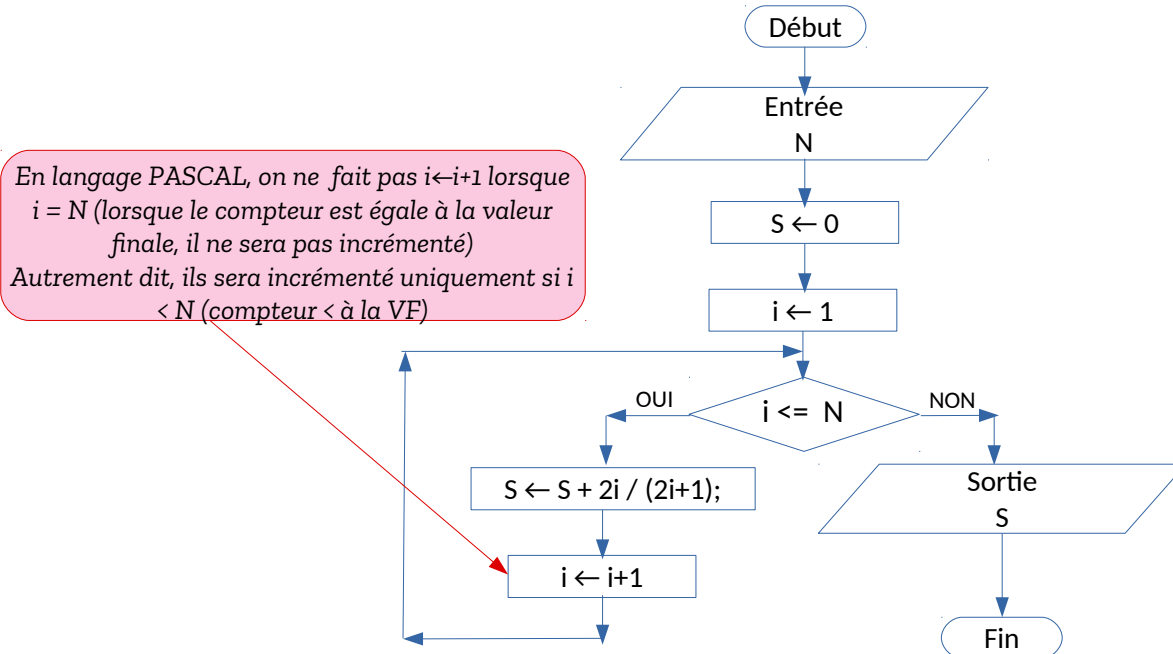 Début
Entrée
N
En langage PASCAL, on ne fait pas i←i+1 lorsque
i = N (lorsque le compteur est égale à la valeur
finale, il ne sera pas incrémenté)
Autrement dit, ils sera incrémenté uniquement si i
< N (compteur < à la VF)
S ← 0
i ← 1
OUI
i <= N
NON
S ← S + 2i / (2i+1);
Sortie
S
i ← i+1
Fin